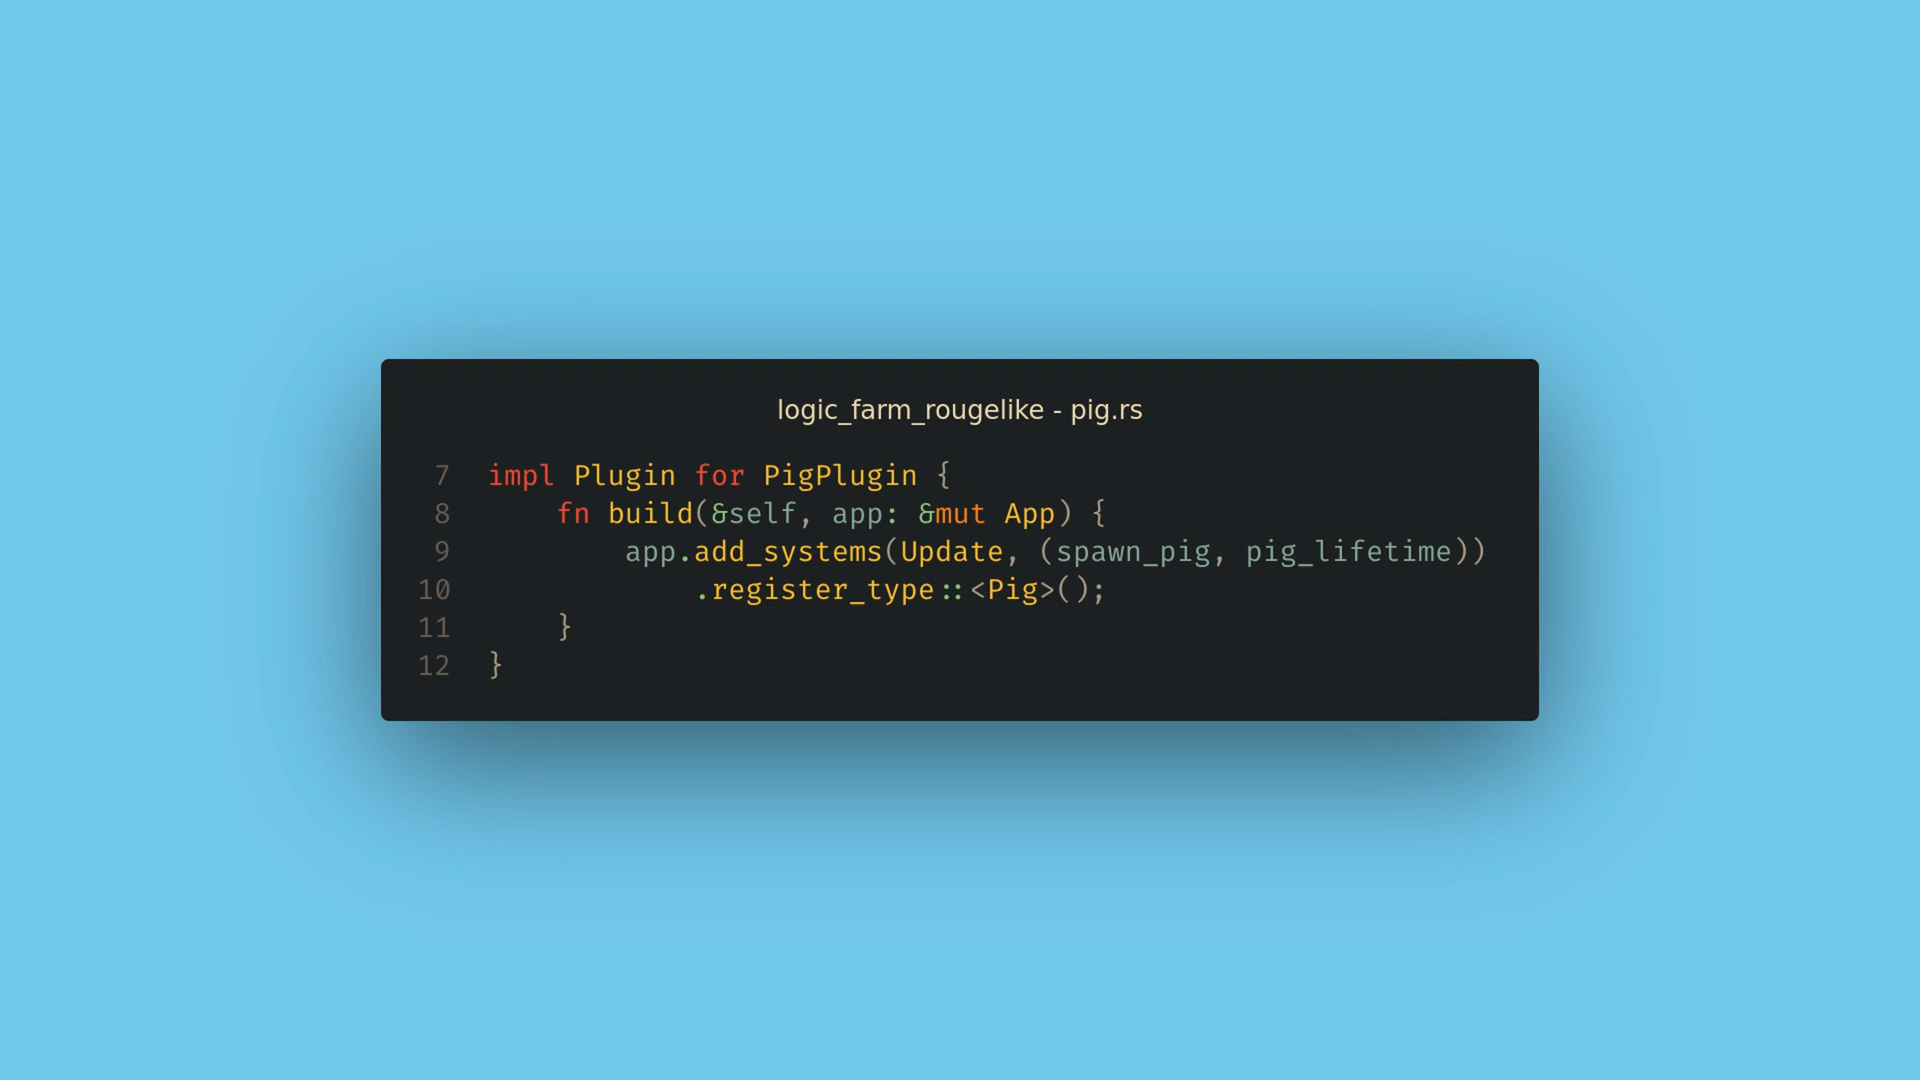 logic_farm_rougelike - pig.rs
7 impl Plugin for PigPlugin {
8     fn build(&self, app: &mut App) {
9         app.add_systems(Update, (spawn_pig, pig_lifetime))
10             .register_type::<Pig>();
11     }
12 }